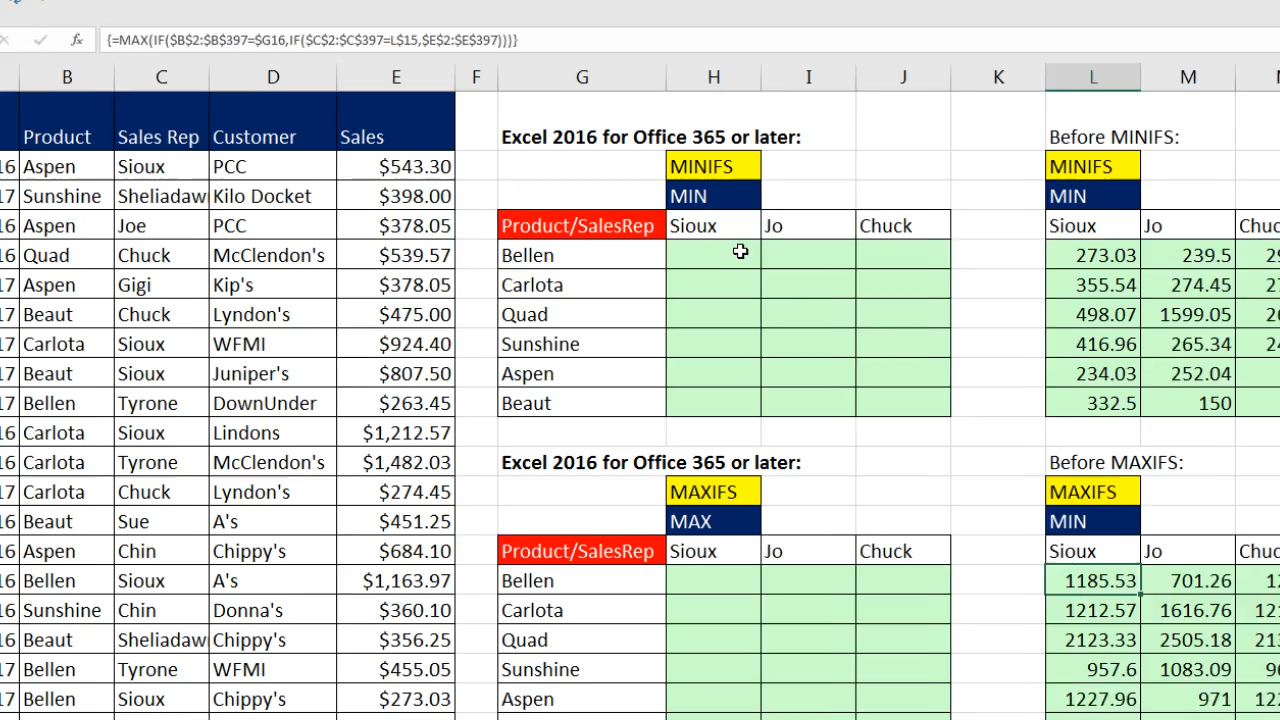 {=MAX(IF($B$2:$B$397=$G16,IF($C$2:$C$397=L$15,$E$2:$E$397)))}
B C D E F G H I J K L M
Product Sales Rep Customer Sales Excel 2016 for Office 365 or later: Before MINIFS:
16 Aspen Sioux PCC $543.30 MINIFS MINIFS
17 Sunshine Sheliadaw Kilo Docket $398.00 MIN MIN
16 Aspen Joe PCC $378.05 Product/SalesRep Sioux Jo Chuck Sioux Jo Chuc
16 Quad Chuck McClendon's $539.57 Bellen 273.03 239.5 29
17 Aspen Gigi Kip's $378.05 Carlota 355.54 274.45 27
17 Beaut Chuck Lyndon's $475.00 Quad 498.07 1599.05 26
17 Carlota Sioux WFMI $924.40 Sunshine 416.96 265.34 24
17 Beaut Sioux Juniper's $807.50 Aspen 234.03 252.04
17 Bellen Tyrone DownUnder $263.45 Beaut 332.5 150
16 Carlota Sioux Lindons $1,212.57
16 Carlota Tyrone McClendon's $1,482.03 Excel 2016 for Office 365 or later: Before MAXIFS:
17 Carlota Chuck Lyndon's $274.45 MAXIFS MAXIFS
16 Beaut Sue A's $451.25 MAX MIN
16 Aspen Chin Chippy's $684.10 Product/SalesRep Sioux Jo Chuck Sioux Jo Chuc
16 Bellen Sioux A's $1,163.97 Bellen 1185.53 701.26 12
16 Sunshine Chin Donna's $360.10 Carlota 1212.57 1616.76 121
16 Beaut Sheliadaw Chippy's $356.25 Quad 2123.33 2505.18 213
17 Bellen Tyrone WFMI $455.05 Sunshine 957.6 1083.09 96
17 Bellen Sioux Chippy's $273.03 Aspen 1227.96 971 122